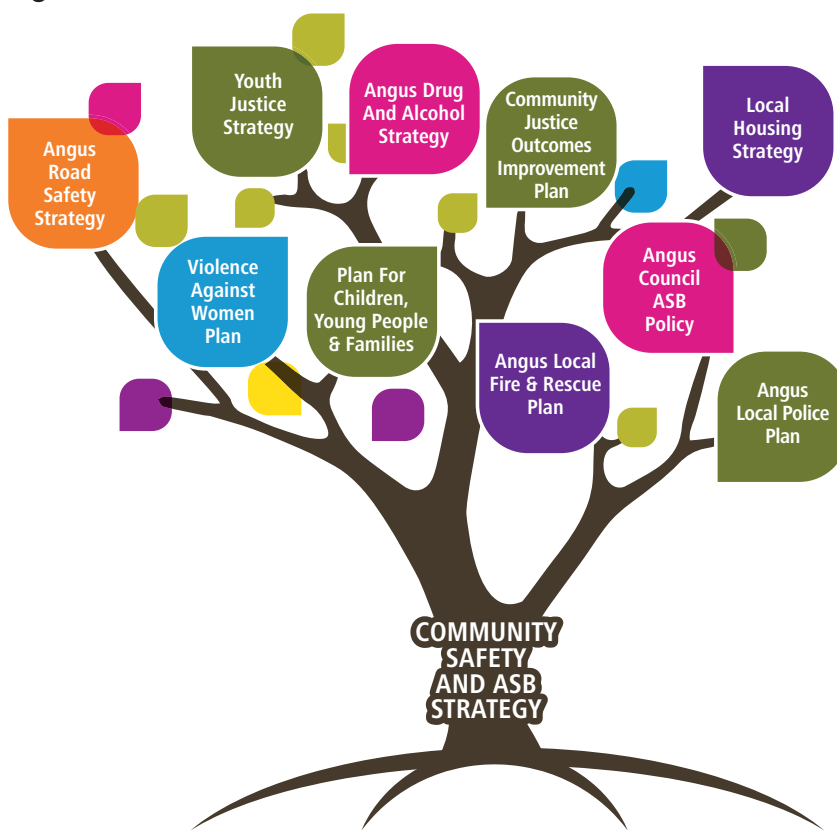 Youth
Justice
Strategy
Angus Drug
And Alcohol
Strategy
Community
Justice
Outcomes
Improvement
Plan
Local
Housing
Strategy
Angus
Road
Safety
Strategy
Violence
Against
Women
Plan
Plan For
Children,
Young People
& Families
Angus
Council
ASB
Policy
Angus Local
Fire & Rescue
Plan
Angus
Local Police
Plan
COMMUNITY
SAFETY
AND ASB
STRATEGY